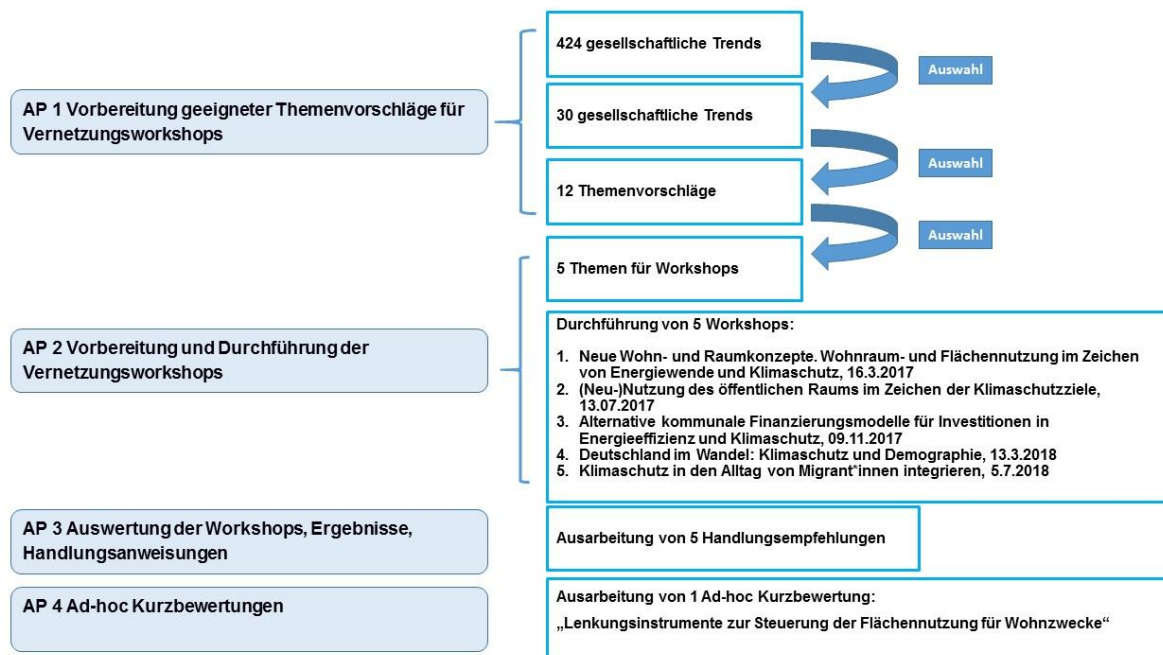 424 gesellschaftliche Trends
Auswahl
AP 1 Vorbereitung geeigneter Themenvorschläge für
Vernetzungsworkshops
30 gesellschaftliche Trends
Auswahl
12 Themenvorschläge
Auswahl
5 Themen für Workshops
AP 2 Vorbereitung und Durchführung der
Vernetzungsworkshops
Durchführung von 5 Workshops:
1. Neue Wohn- und Raumkonzepte. Wohnraum- und Flächennutzung im Zeichen
von Energiewende und Klimaschutz, 16.3.2017
2. (Neu-)Nutzung des öffentlichen Raums im Zeichen der Klimaschutzziele,
13.07.2017
3. Alternative kommunale Finanzierungsmodelle für Investitionen in
Energieeffizienz und Klimaschutz, 09.11.2017
4. Deutschland im Wandel: Klimaschutz und Demographie, 13.3.2018
5. Klimaschutz in den Alltag von Migrant*innen integrieren, 5.7.2018
AP 3 Auswertung der Workshops, Ergebnisse,
Handlungsanweisungen
Ausarbeitung von 5 Handlungsempfehlungen
AP 4 Ad-hoc Kurzbewertungen
Ausarbeitung von 1 Ad-hoc Kurzbewertung:
„Lenkungsinstrumente zur Steuerung der Flächennutzung für Wohnzwecke“